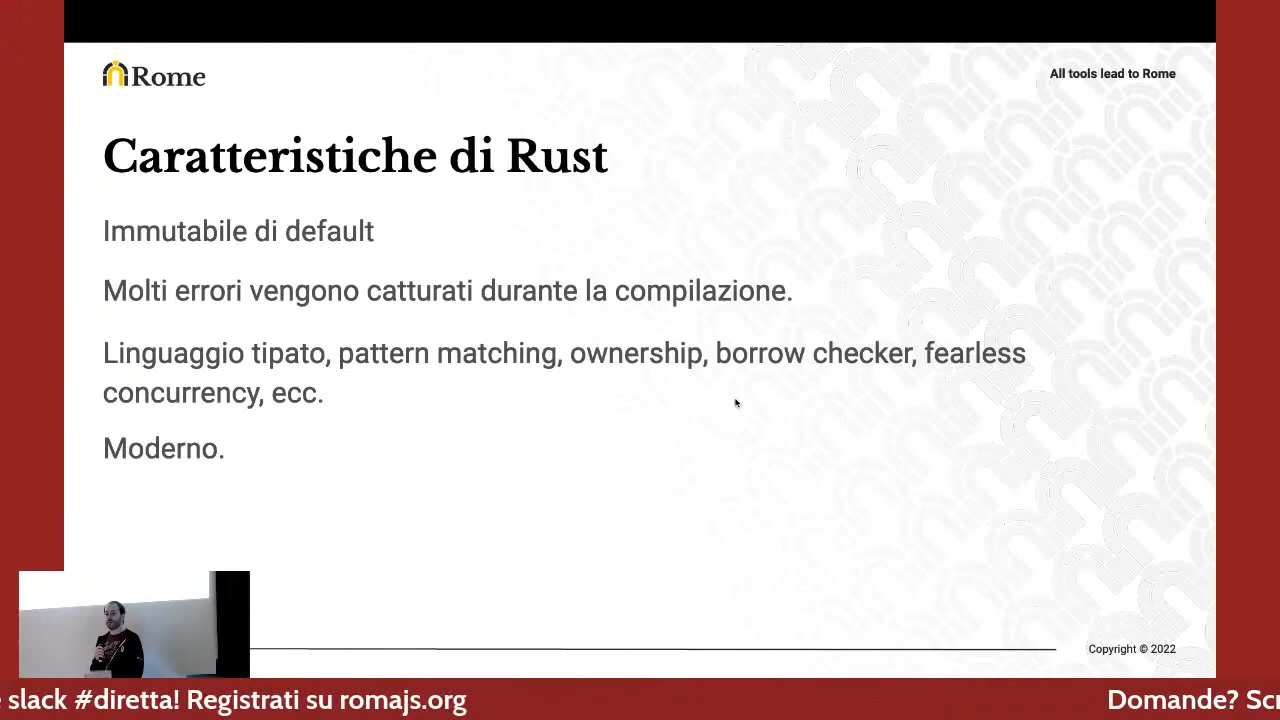 Rome
All tools lead to Rome
Caratteristiche di Rust
Immutabile di default
Molti errori vengono catturati durante la compilazione.
Linguaggio tipato, pattern matching, ownership, borrow checker, fearless
concurrency, ecc.
Moderno.
Copyright © 2022
slack #diretta! Registrati su romajs.org
Domande?